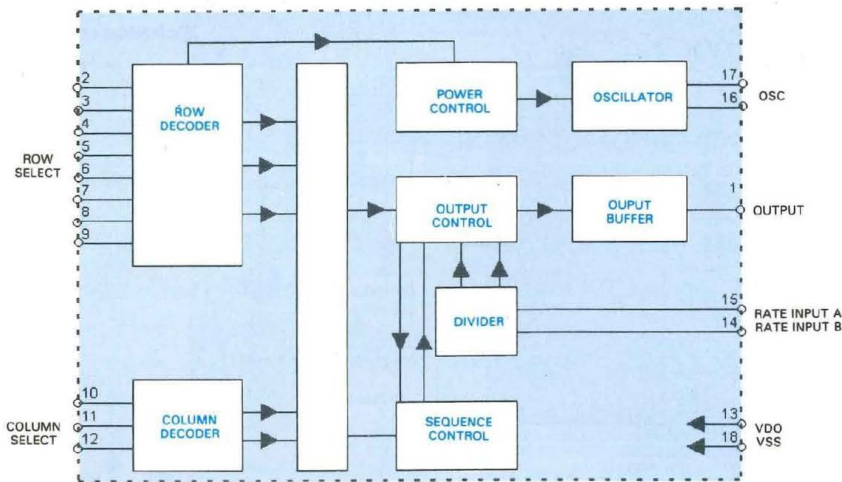 2
3
4
5
6
7
8
9
ROW
SELECT
ROW
DECODER
POWER
CONTROL
OSCILLATOR
17
16
OSC
OUTPUT
CONTROL
OUPUT
BUFFER
1
OUTPUT
DIVIDER
15
14
RATE INPUT A
RATE INPUT B
10
11
12
COLUMN
SELECT
COLUMN
DECODER
SEQUENCE
CONTROL
13
18
VDO
VSS